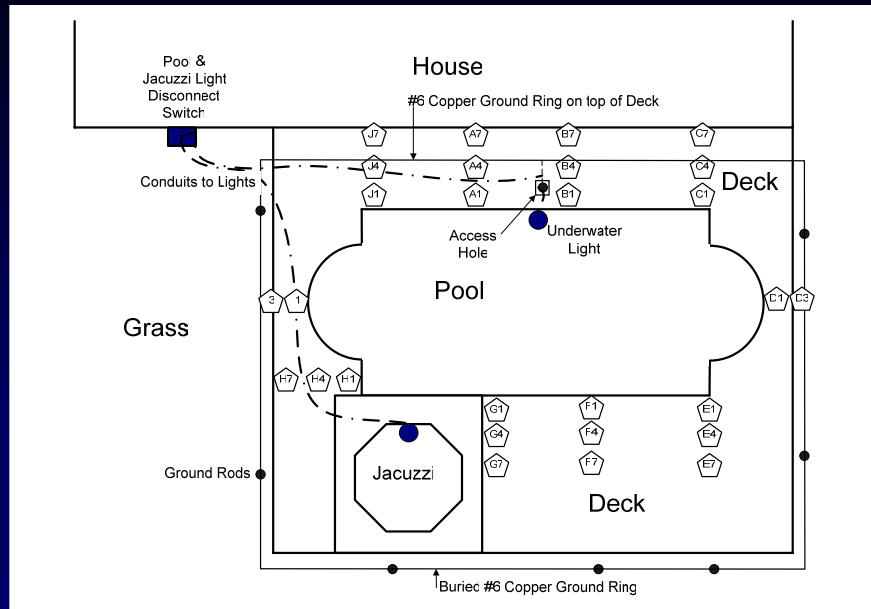 Pool &
Jacuzzi Light
Disconnect
Switch
House
#6 Copper Ground Ring on top of Deck
J7
A7
B7
C7
J4
A4
B4
C4
Conduits to Lights
Deck
J1
A1
B1
C1
Access
Hole
Underwater
Light
Pool
3
1
D1
D3
Grass
H7
H4
H1
G1
F1
E1
G4
F4
E4
G7
F7
E7
Ground Rods
Jacuzzi
Deck
Buried #6 Copper Ground Ring